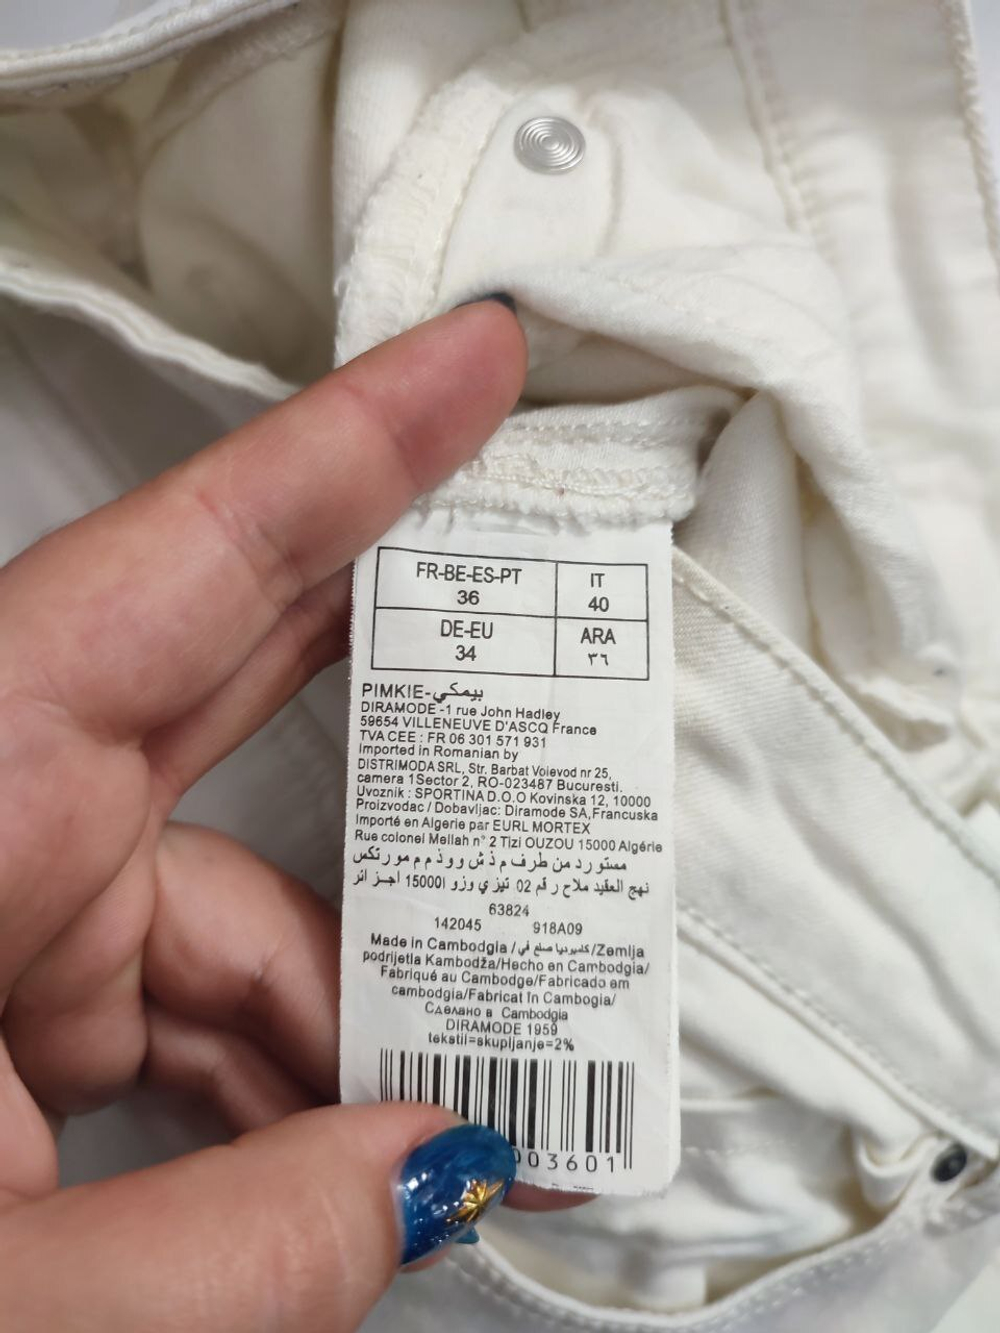 FR-BE-ES-PT
36
IT
40
DE-EU
34
ARA
٣٦
PIMKIE-بيمكي
DIRAMODE -1 rue John Hadley
59654 VILLENEUVE D'ASCQ France
TVA CEE : FR 06 301 571 931
Imported in Romanian by
DISTRIMODA SRL, Str. Barbat Voievod nr 25,
camera 1Sector 2, RO-023487 Bucuresti.
Uvoznik : SPORTINA D.O.O Kovinska 12, 10000
Proizvodac / Dobavljac: Diramode SA,Francuska
Importé en Algerie par EURL MORTEX
Rue colonel Mellah n° 2 Tizi OUZOU 15000 Algérie
مستورد من طرف م ذ ش و و ذ م م مورتكس
نهج العقيد ملاح رقم 02 تيزي وزو 15000 الجزائر
63824
142045 918A09
Made in Cambodgia / كمبوديا صنع في/Zemlja
podrijetla Kambodža/Hecho en Cambodgia/
Fabriqué au Cambodge/Fabricado em
cambodgia/Fabricat în Cambogia/
Сделано в Cambodgia
DIRAMODE 1959
tekstil=skupljanje=2%
003601